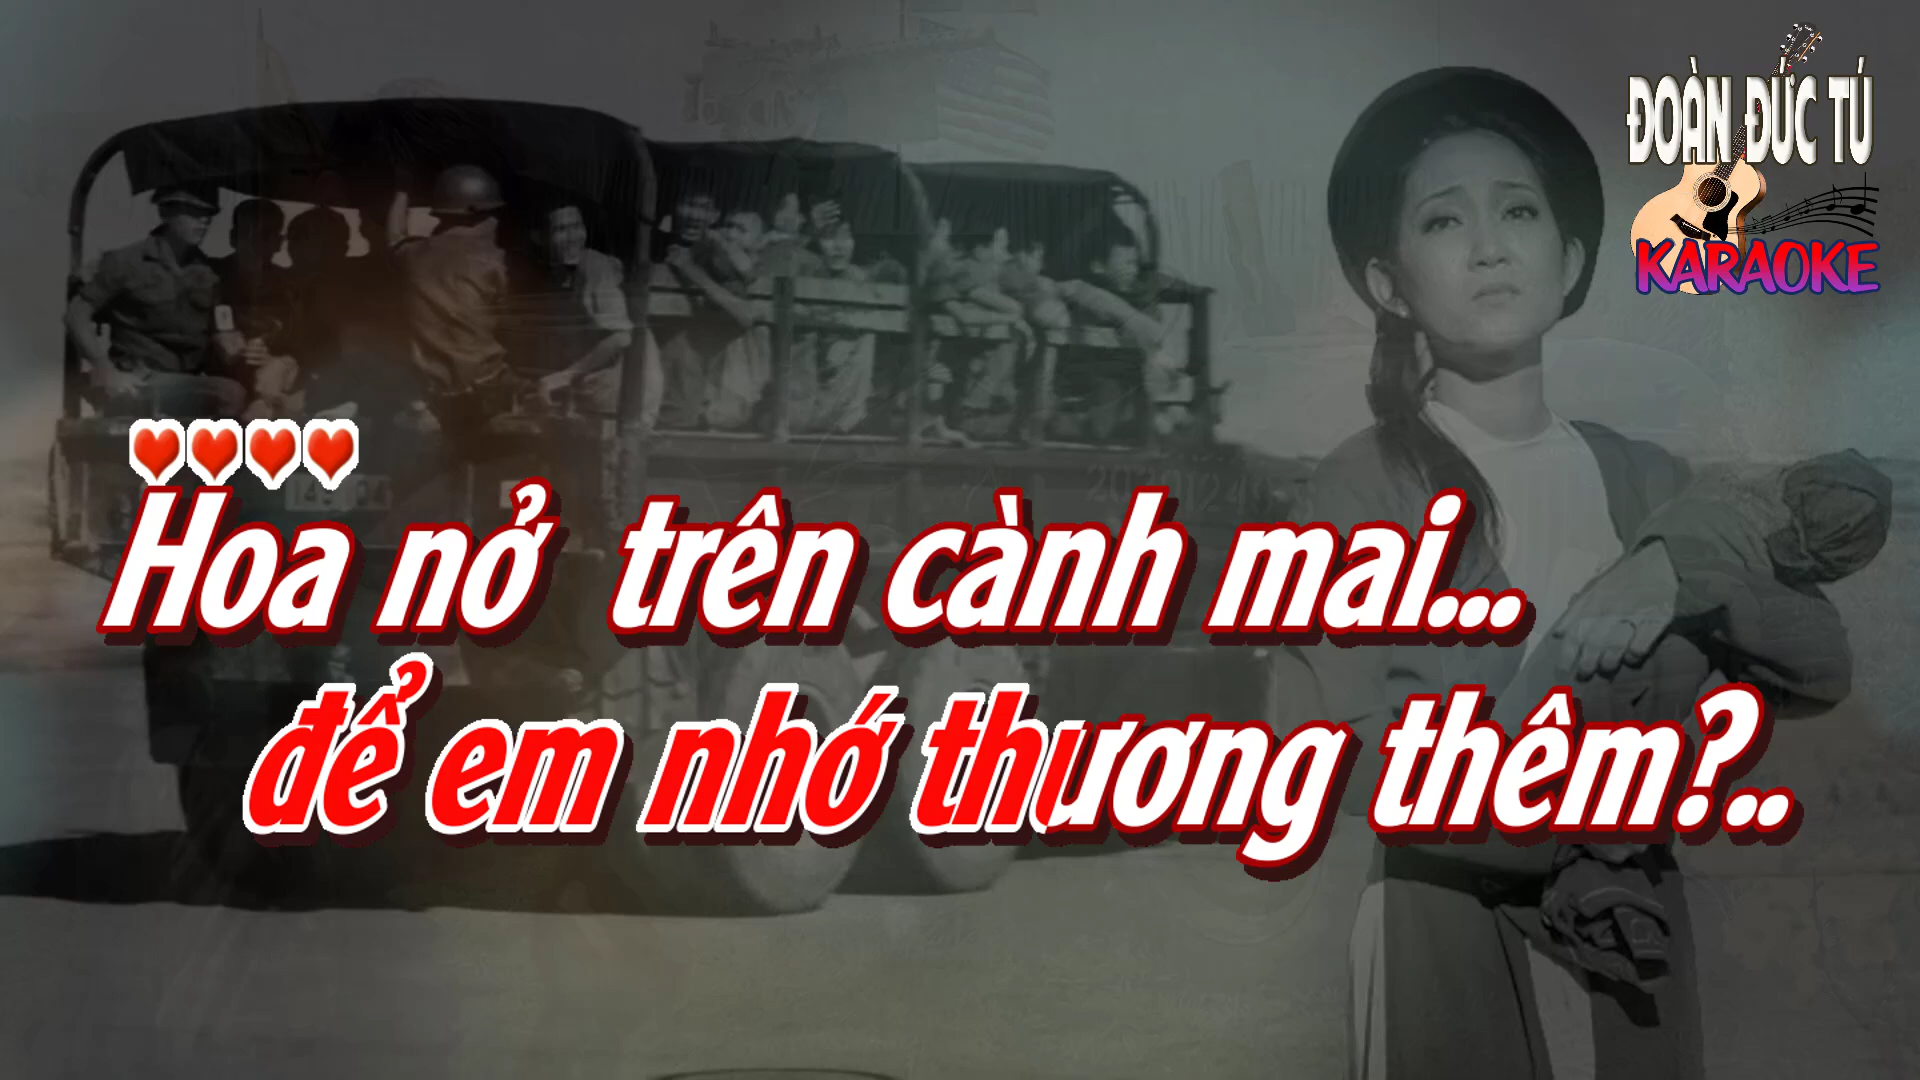 ĐOÀN ĐỨC TÚ
KARAOKE
Hoa nở trên cành mai...
để em nhớ thương thêm?..